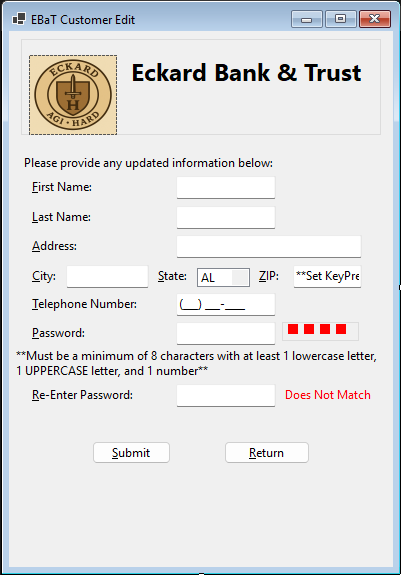 EBaT Customer Edit
ECKARD
H
AGI · HARD
Eckard Bank & Trust
Please provide any updated information below:
First Name:
Last Name:
Address:
City:
State:
AL
ZIP:
**Set KeyPre
Telephone Number:
(___) ___-____
Password:
**Must be a minimum of 8 characters with at least 1 lowercase letter,
1 UPPERCASE letter, and 1 number**
Re-Enter Password:
Does Not Match
Submit
Return